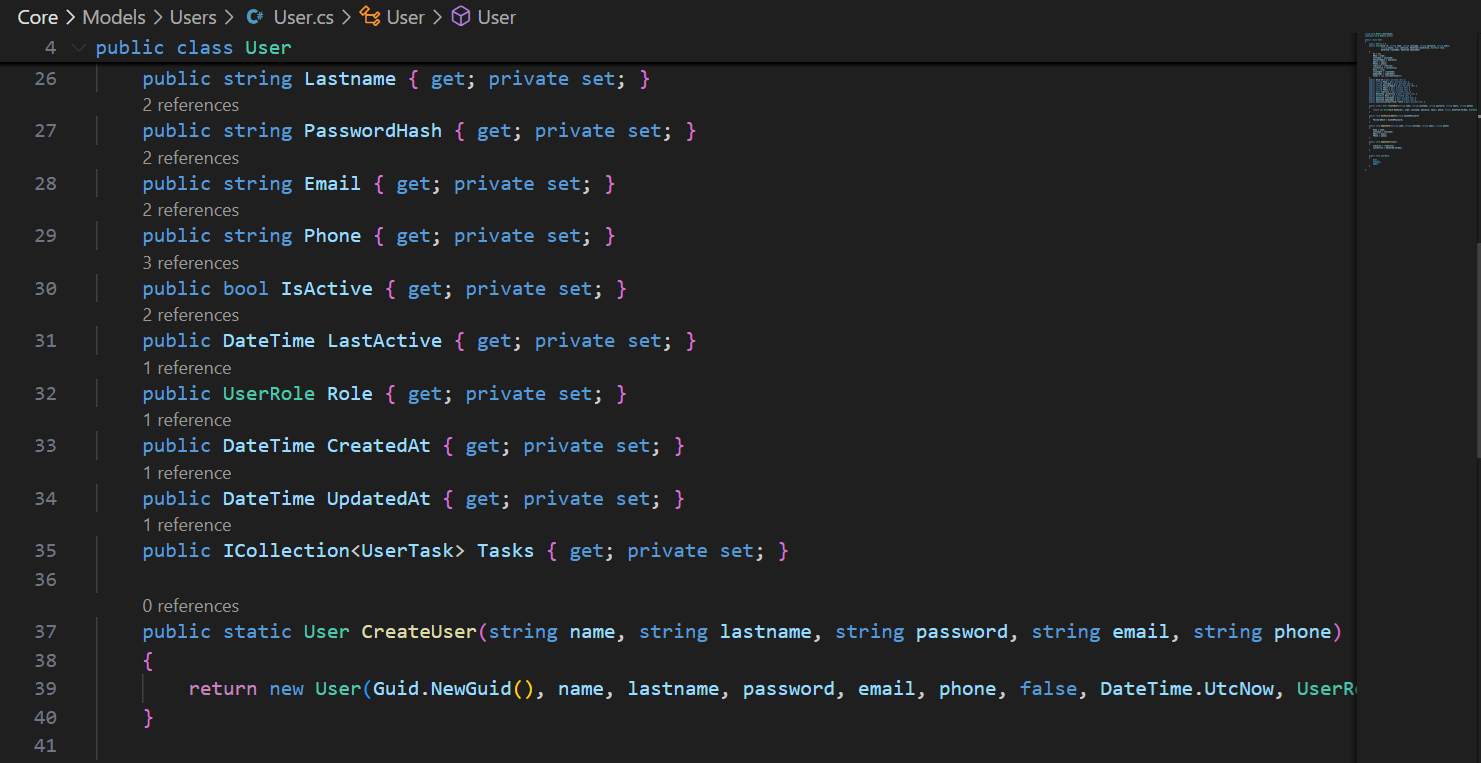 Core > Models > Users > C# User.cs > User > User
4 public class User
26 public string Lastname { get; private set; }
2 references
27 public string PasswordHash { get; private set; }
2 references
28 public string Email { get; private set; }
2 references
29 public string Phone { get; private set; }
3 references
30 public bool IsActive { get; private set; }
2 references
31 public DateTime LastActive { get; private set; }
1 reference
32 public UserRole Role { get; private set; }
1 reference
33 public DateTime CreatedAt { get; private set; }
1 reference
34 public DateTime UpdatedAt { get; private set; }
1 reference
35 public ICollection<UserTask> Tasks { get; private set; }
36
0 references
37 public static User CreateUser(string name, string lastname, string password, string email, string phone)
38 {
39 return new User(Guid.NewGuid(), name, lastname, password, email, phone, false, DateTime.UtcNow,
40 }
41